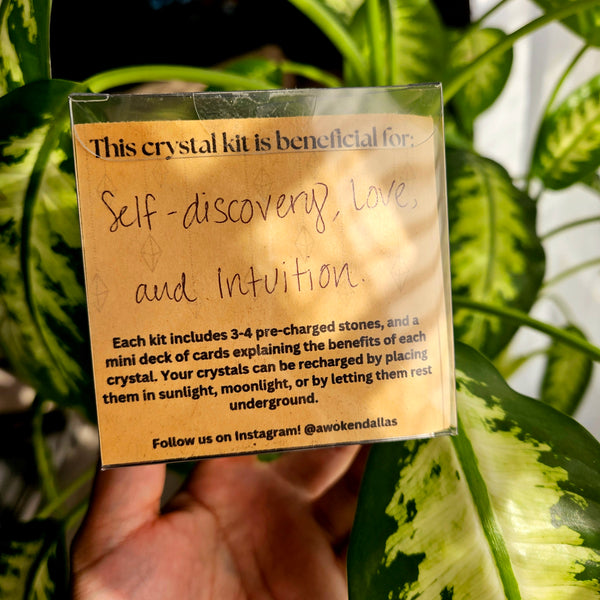 This crystal kit is beneficial for:
Self-discovery, Love,
and Intuition.
Each kit includes 3-4 pre-charged stones, and a
mini deck of cards explaining the benefits of each
crystal. Your crystals can be recharged by placing
them in sunlight, moonlight, or by letting them rest
underground.
Follow us on Instagram! @awokendallas